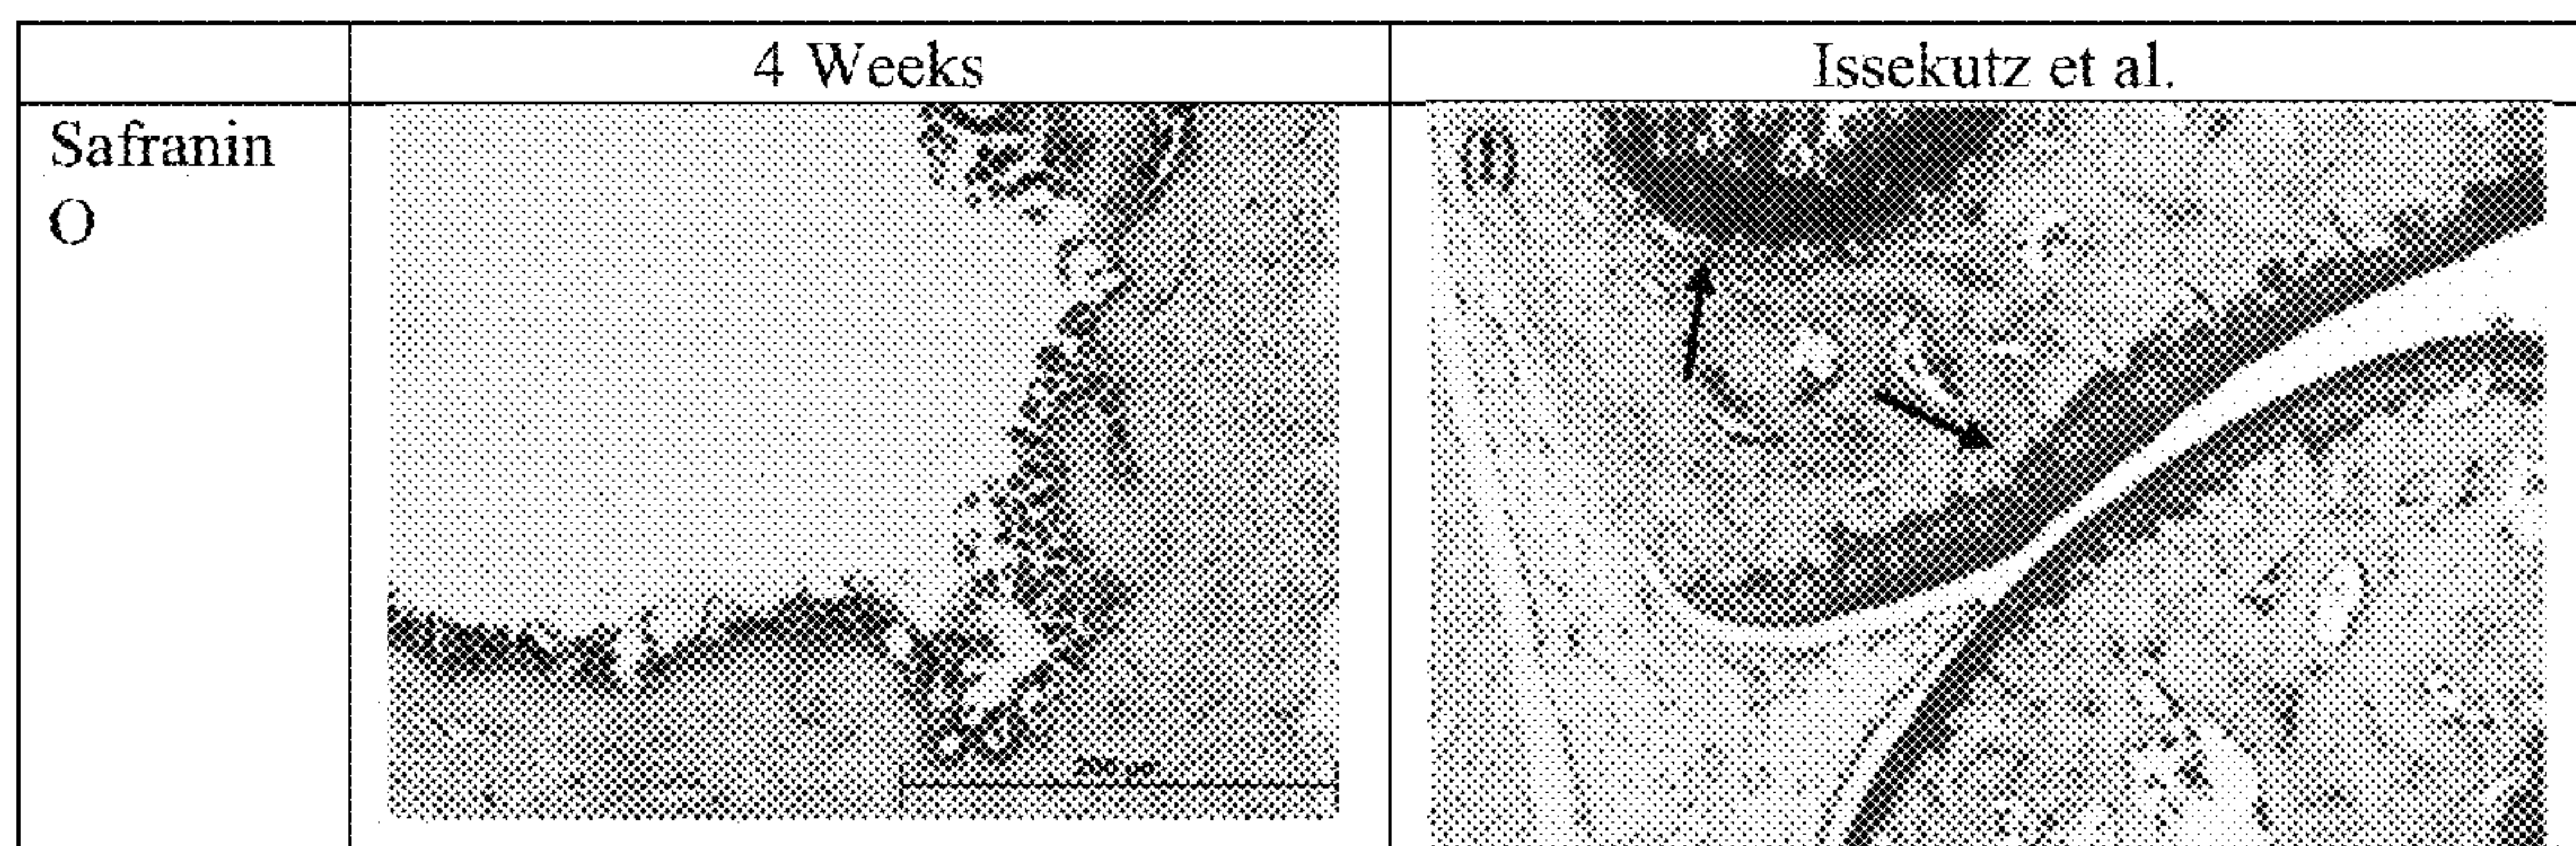 4 Weeks
Issekutz et al.
Safranin
O
(f)